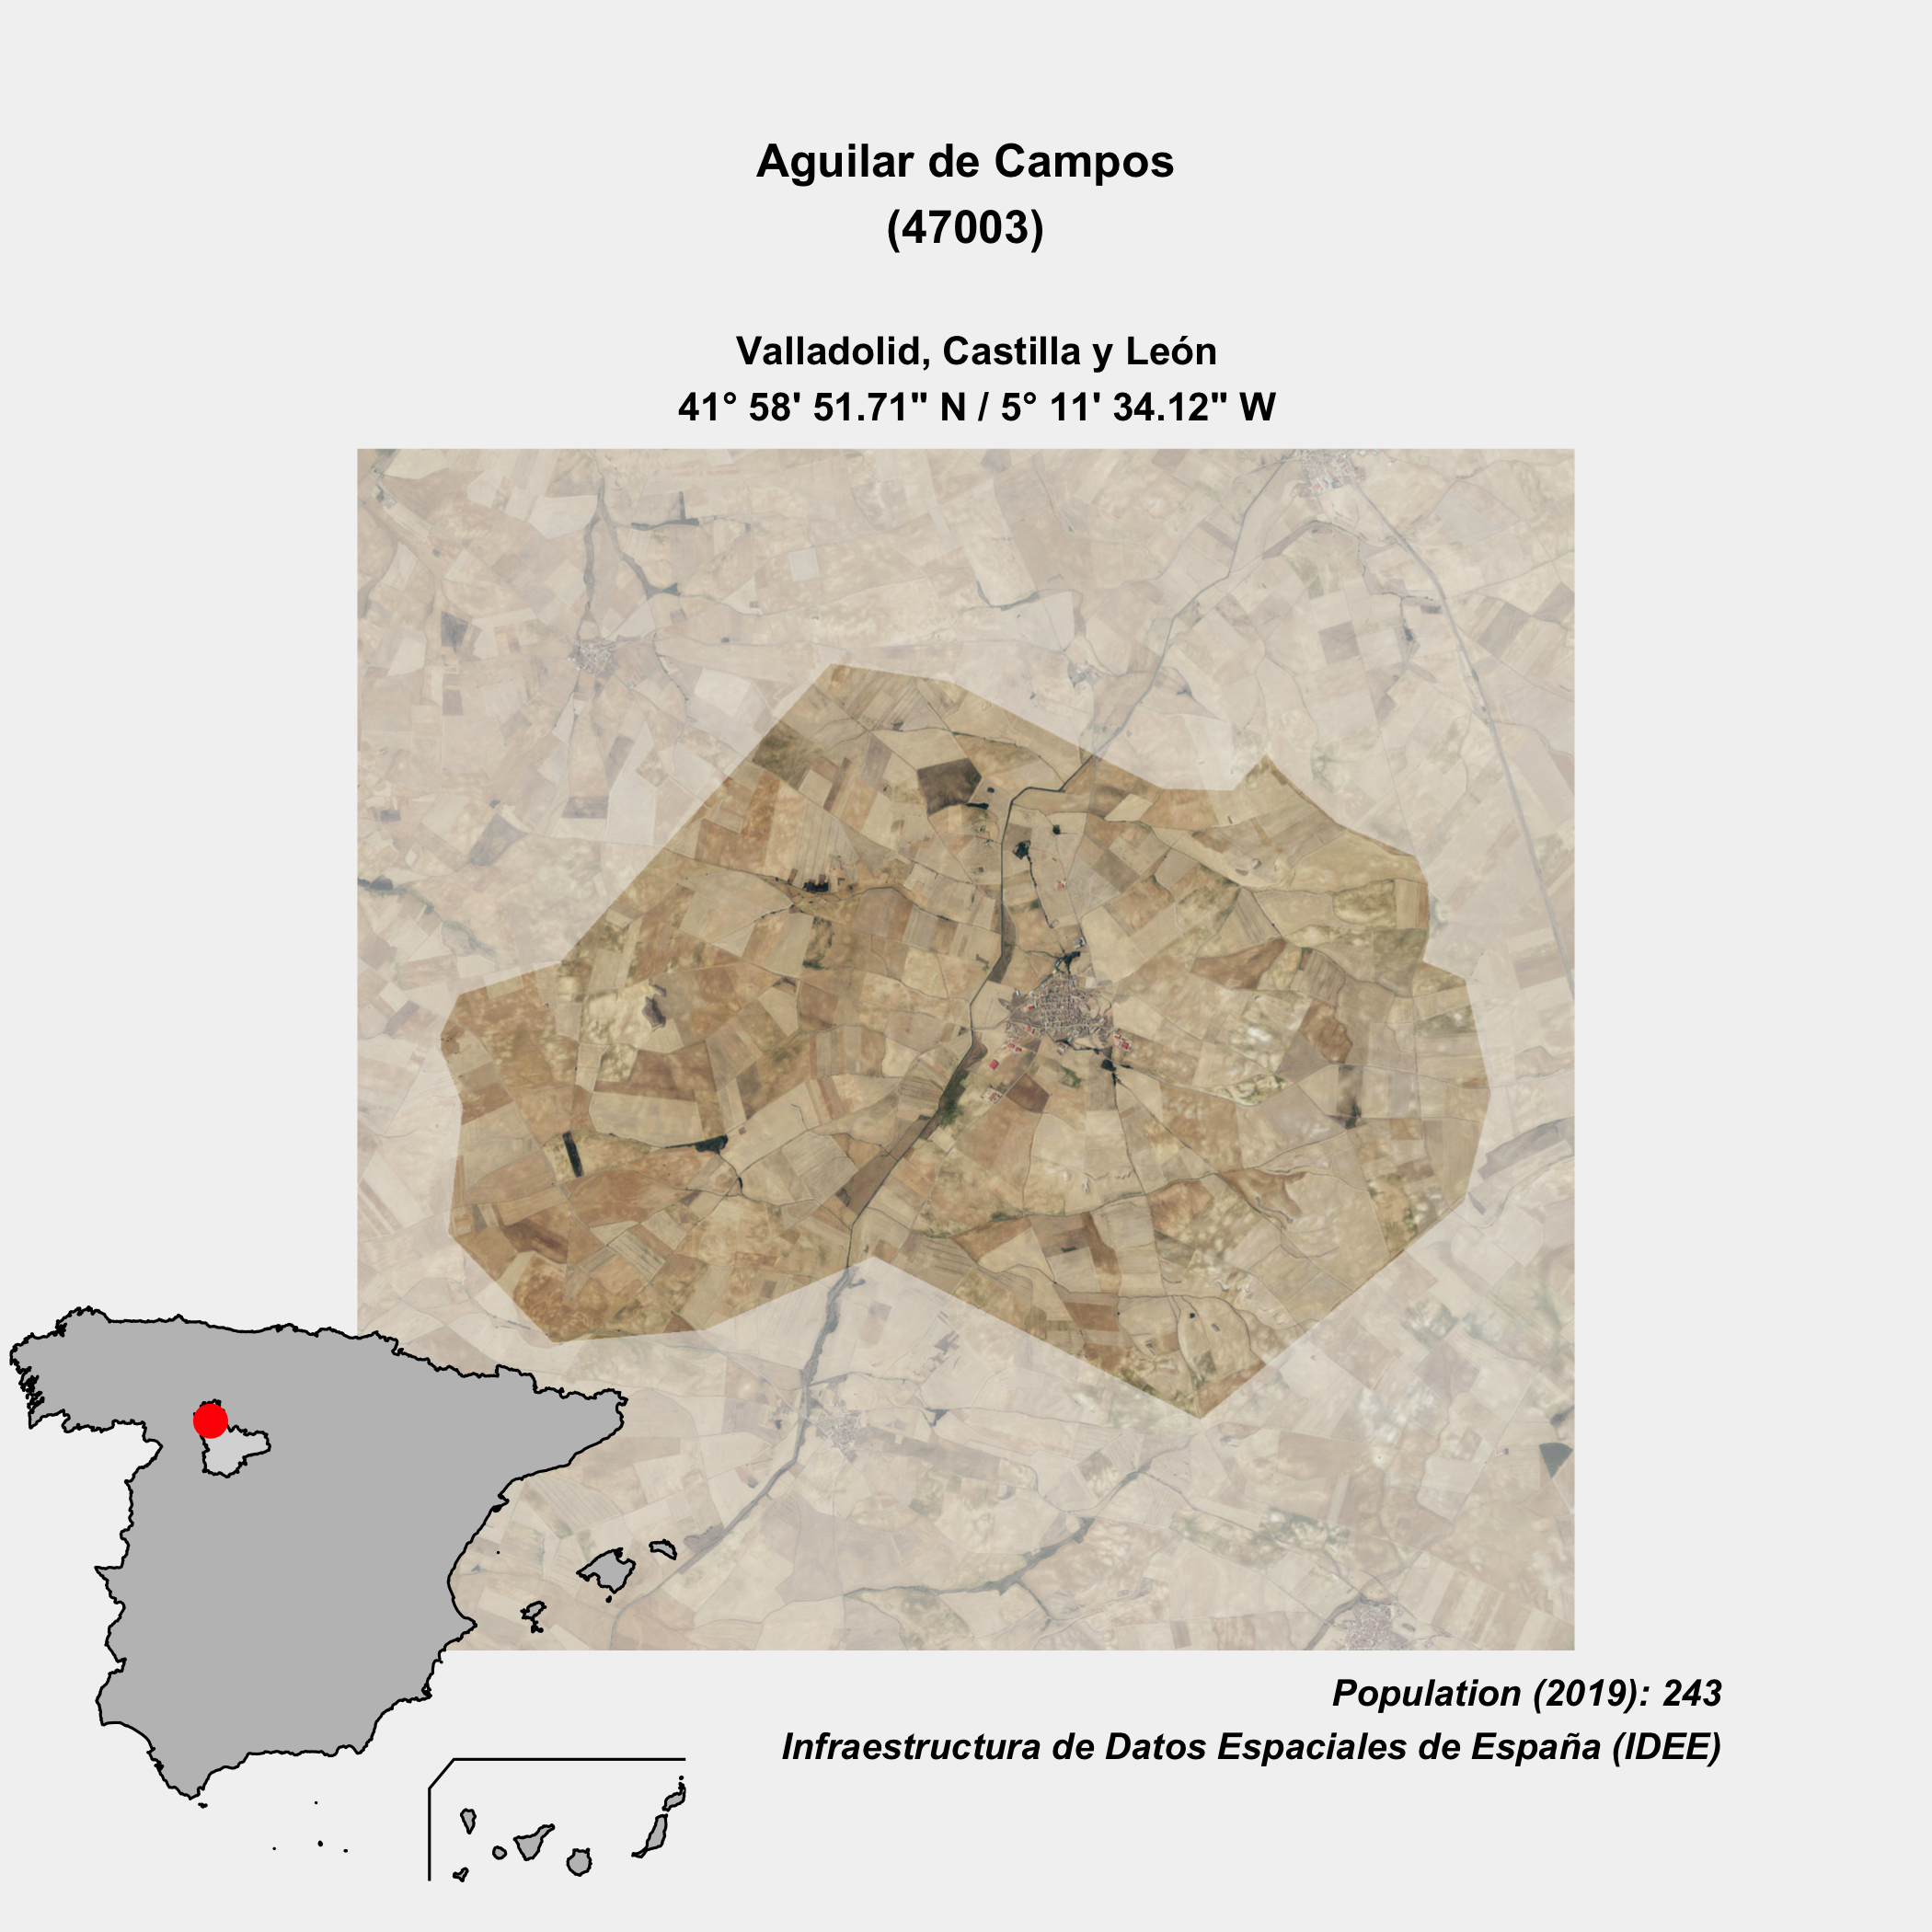 Aguilar de Campos
(47003)
Valladolid, Castilla y León
41° 58' 51.71" N / 5° 11' 34.12" W
Population (2019): 243
Infraestructura de Datos Espaciales de España (IDEE)